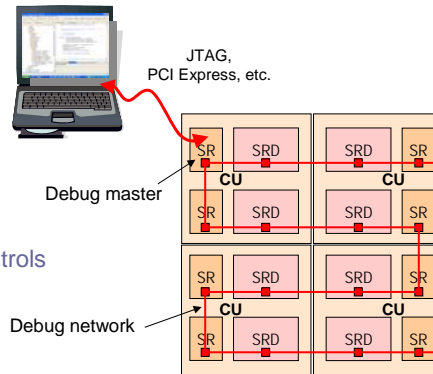 JTAG,
PCI Express, etc.
SR SRD SRD SR
Debug master
CU CU
SR SRD SRD SR
trols
SR SRD SRD SR
CU CU
Debug network
SR SRD SRD SR